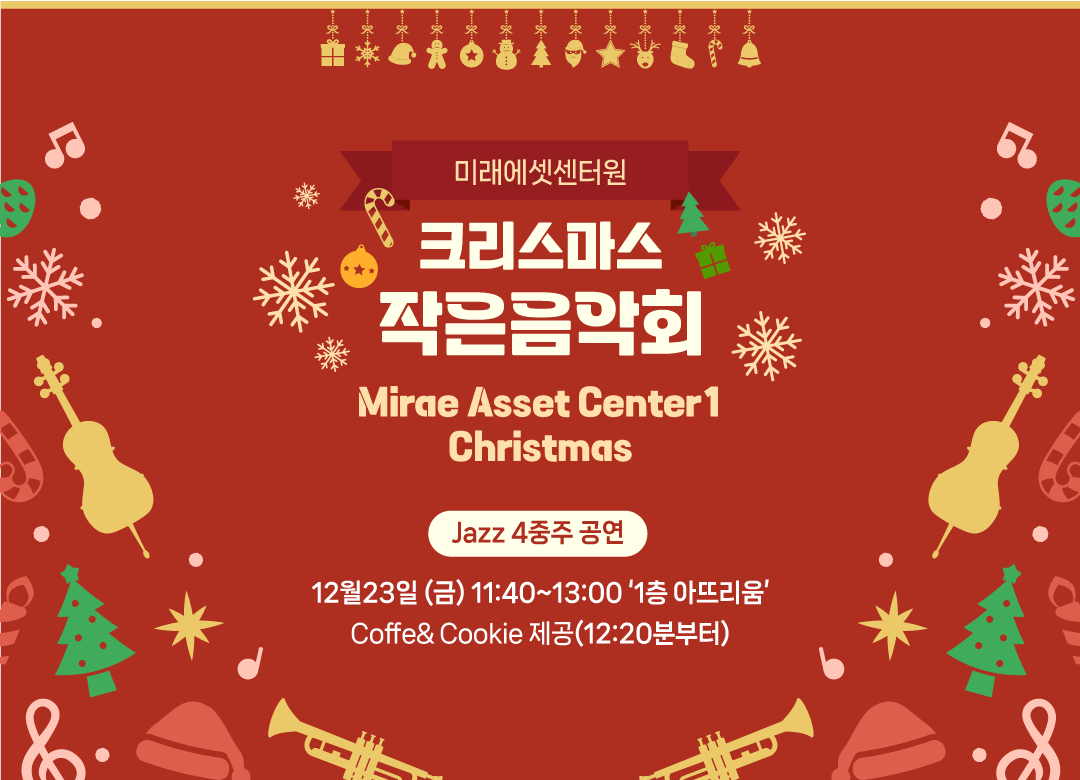 미래에셋센터원
크리스마스
작은음악회
Mirae Asset Center1
Christmas
Jazz 4중주 공연
12월23일 (금) 11:40~13:00 '1층 아뜨리움'
Coffe& Cookie 제공(12:20분부터)